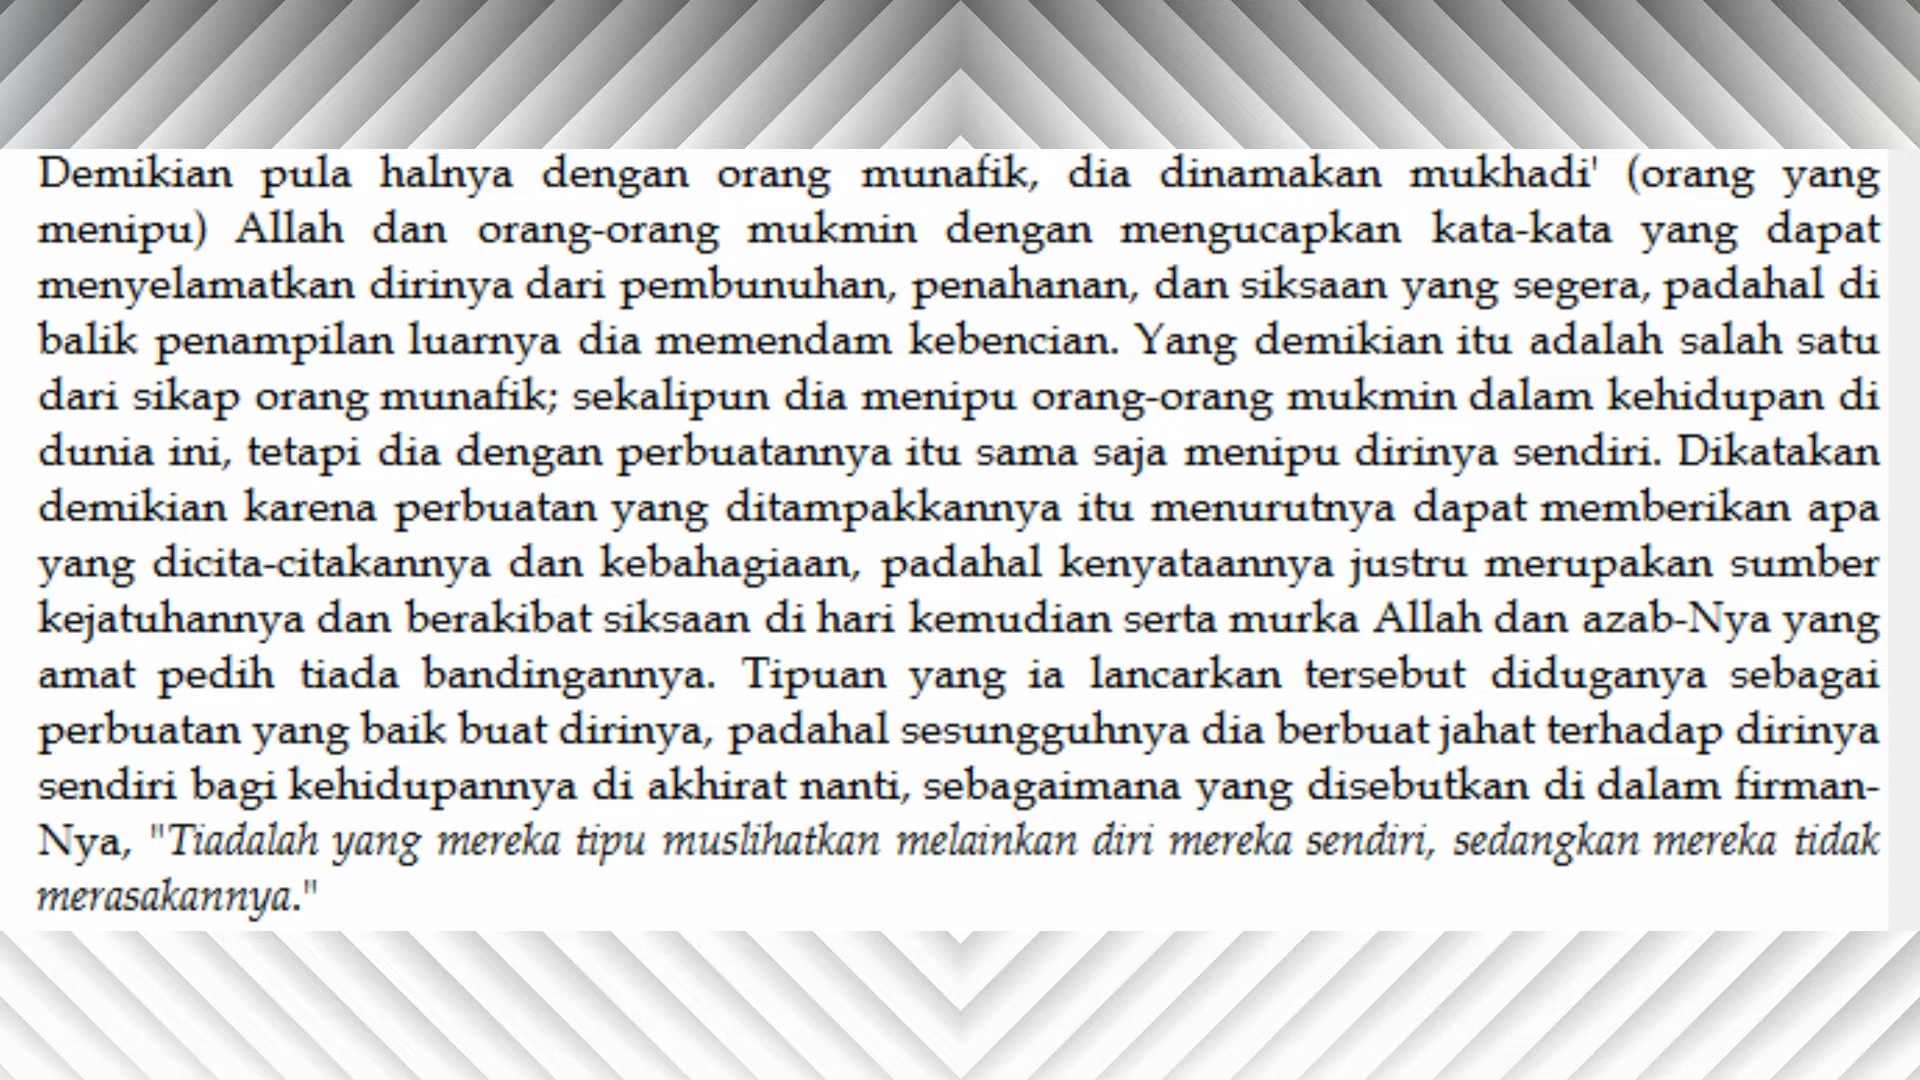 Demikian pula halnya dengan orang munafik, dia dinamakan mukhadi' (orang yang
menipu) Allah dan orang-orang mukmin dengan mengucapkan kata-kata yang dapat
menyelamatkan dirinya dari pembunuhan, penahanan, dan siksaan yang segera, padahal di
balik penampilan luarnya dia memendam kebencian. Yang demikian itu adalah salah satu
dari sikap orang munafik; sekalipun dia menipu orang-orang mukmin dalam kehidupan di
dunia ini, tetapi dia dengan perbuatannya itu sama saja menipu dirinya sendiri. Dikatakan
demikian karena perbuatan yang ditampakkannya itu menurutnya dapat memberikan apa
yang dicita-citakannya dan kebahagiaan, padahal kenyataannya justru merupakan sumber
kejatuhannya dan berakibat siksaan di hari kemudian serta murka Allah dan azab-Nya yang
amat pedih tiada bandingannya. Tipuan yang ia lancarkan tersebut diduganya sebagai
perbuatan yang baik buat dirinya, padahal sesungguhnya dia berbuat jahat terhadap dirinya
sendiri bagi kehidupannya di akhirat nanti, sebagaimana yang disebutkan di dalam firman-
Nya, "Tiadalah yang mereka tipu muslihatkan melainkan diri mereka sendiri, sedangkan mereka tidak
merasakannya."